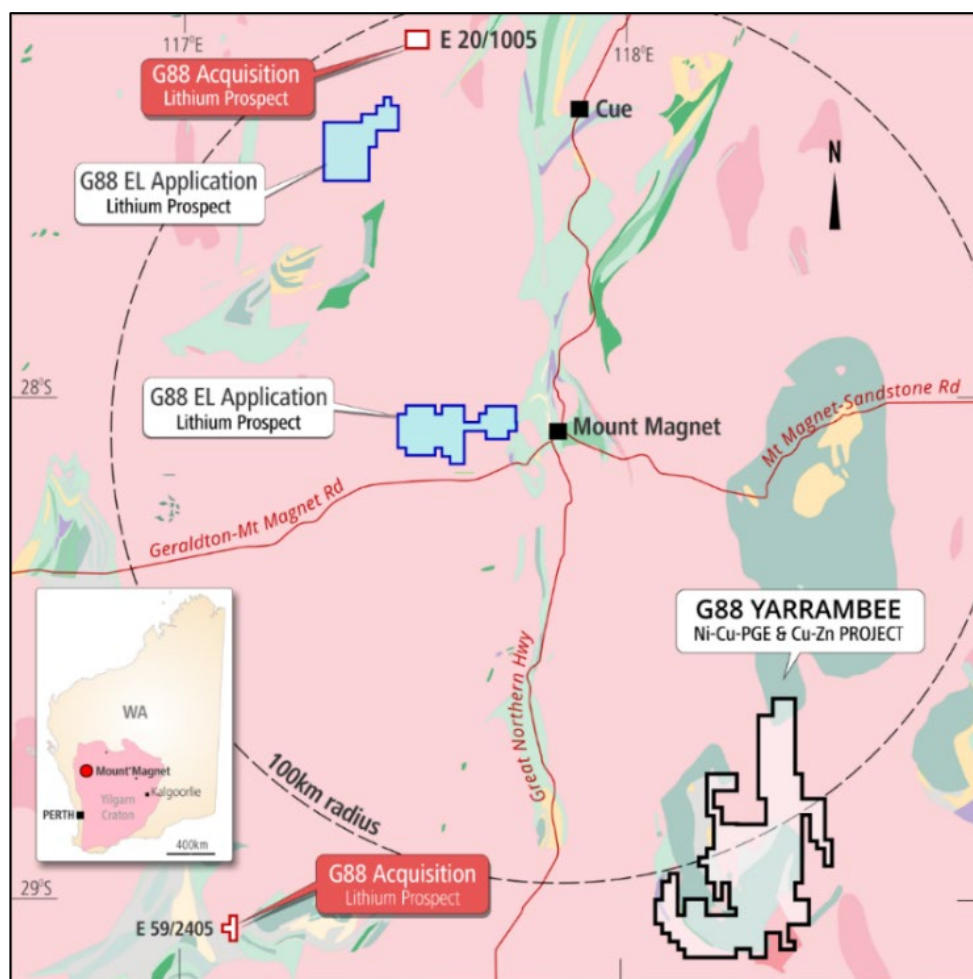 117°E
E 20/1005
118°E
G88 Acquisition
Lithium Prospect
Cue
G88 EL Application
Lithium Prospect
N
28°S
G88 EL Application
Lithium Prospect
Mount Magnet
Mt Magnet-Sandstone Rd
Geraldton-Mt Magnet Rd
G88 YARRAMBEE
Ni-Cu-PGE & Cu-Zn PROJECT
Great Northern Hwy
WA
Mount Magnet
Kalgoorlie
Yilgarn
Craton
PERTH
400km
100km radius
G88 Acquisition
Lithium Prospect
29°S
E 59/2405